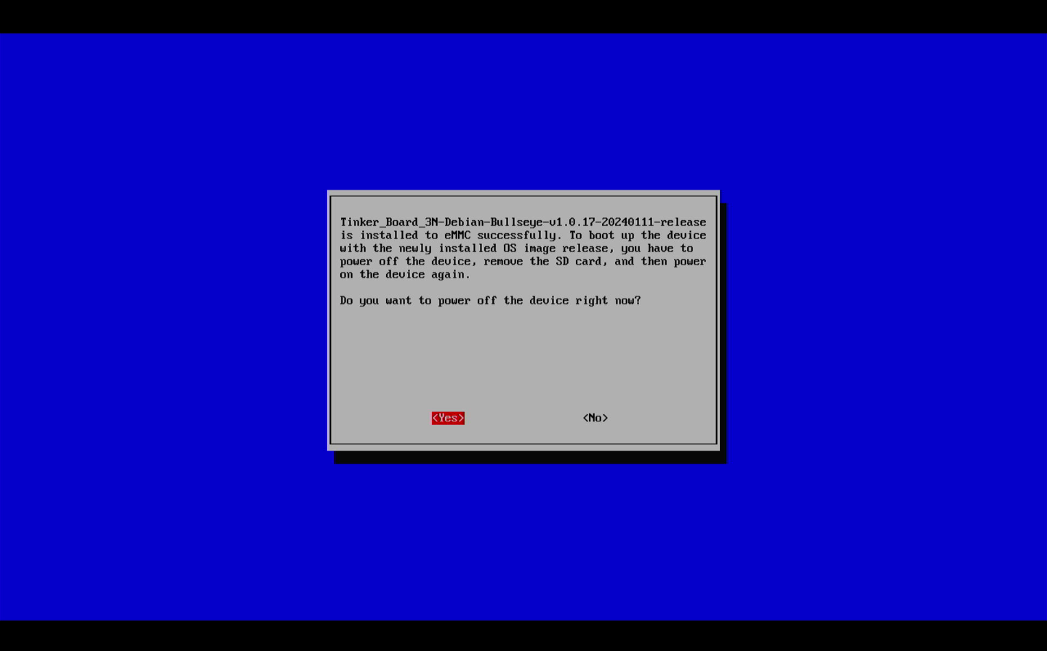 Tinker_Board_3N-Debian-Bullseye-v1.0.17-20240111-release
is installed to eMMC successfully. To boot up the device
with the newly installed OS image release, you have to
power off the device, remove the SD card, and then power
on the device again.
Do you want to power off the device right now?
<Yes> <No>